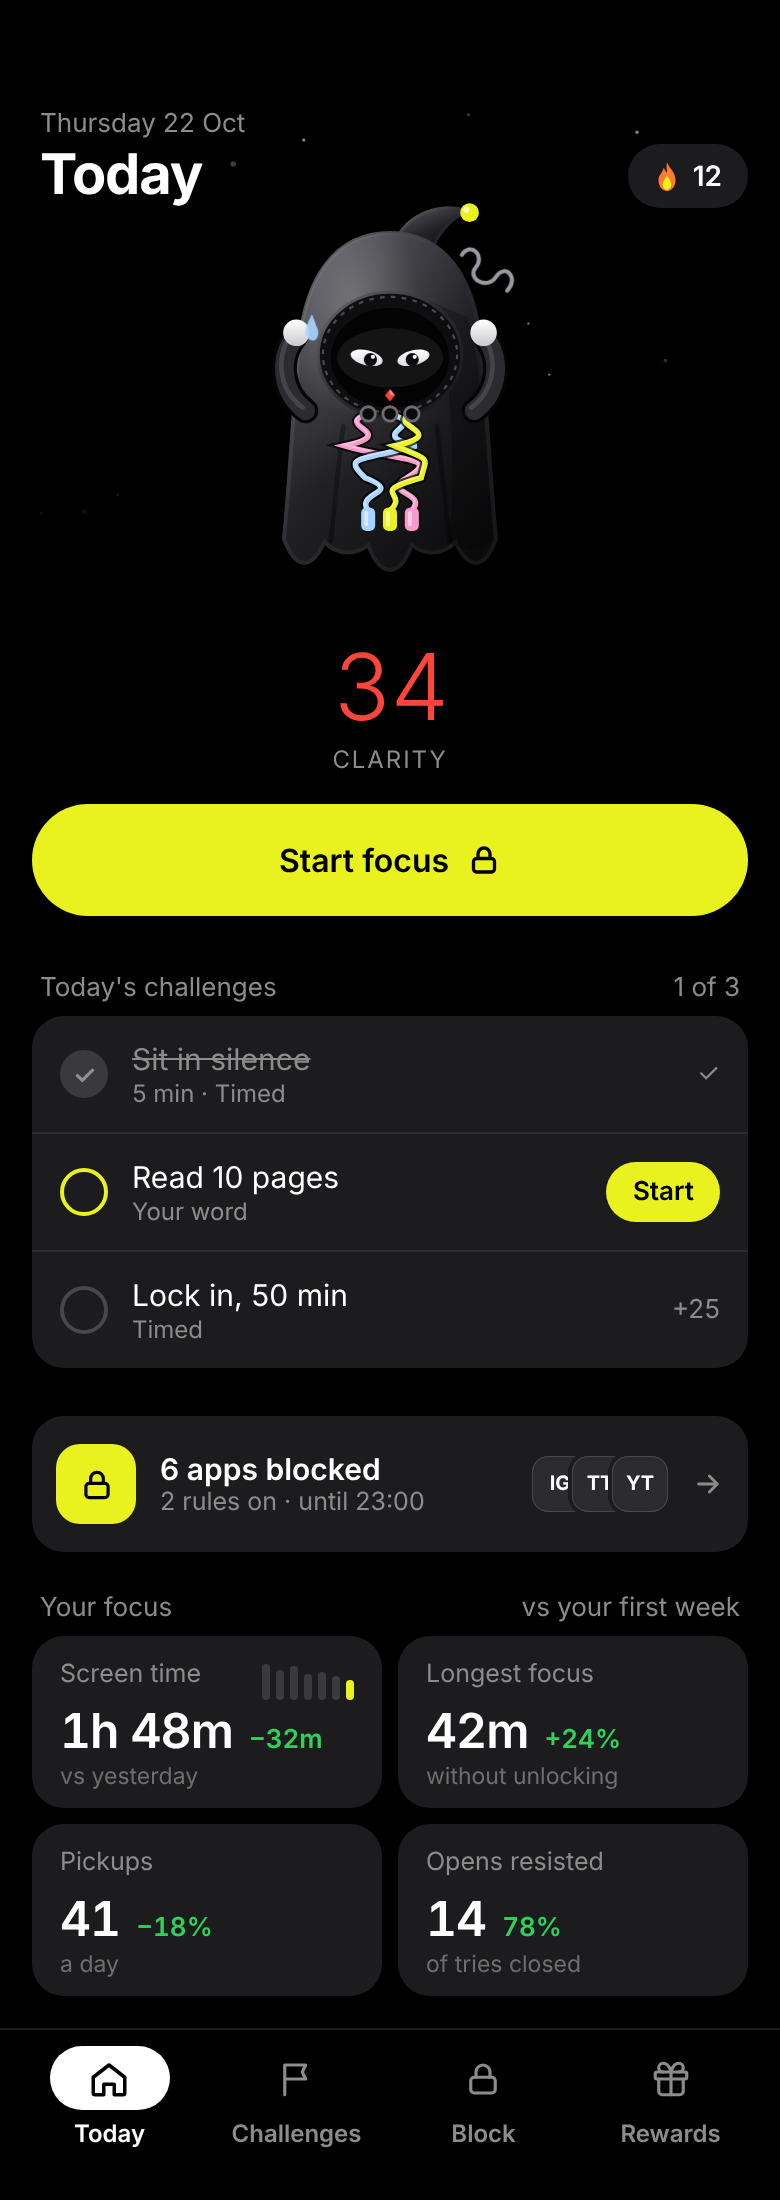 Thursday 22 Oct
Today
12
34
CLARITY
Start focus
Today's challenges
1 of 3
Sit in silence
5 min · Timed
Read 10 pages
Your word
Start
Lock in, 50 min
Timed
+25
6 apps blocked
2 rules on · until 23:00
IG TT YT
Your focus
vs your first week
Screen time
1h 48m −32m
vs yesterday
Longest focus
42m +24%
without unlocking
Pickups
41 −18%
a day
Opens resisted
14 78%
of tries closed
Today
Challenges
Block
Rewards